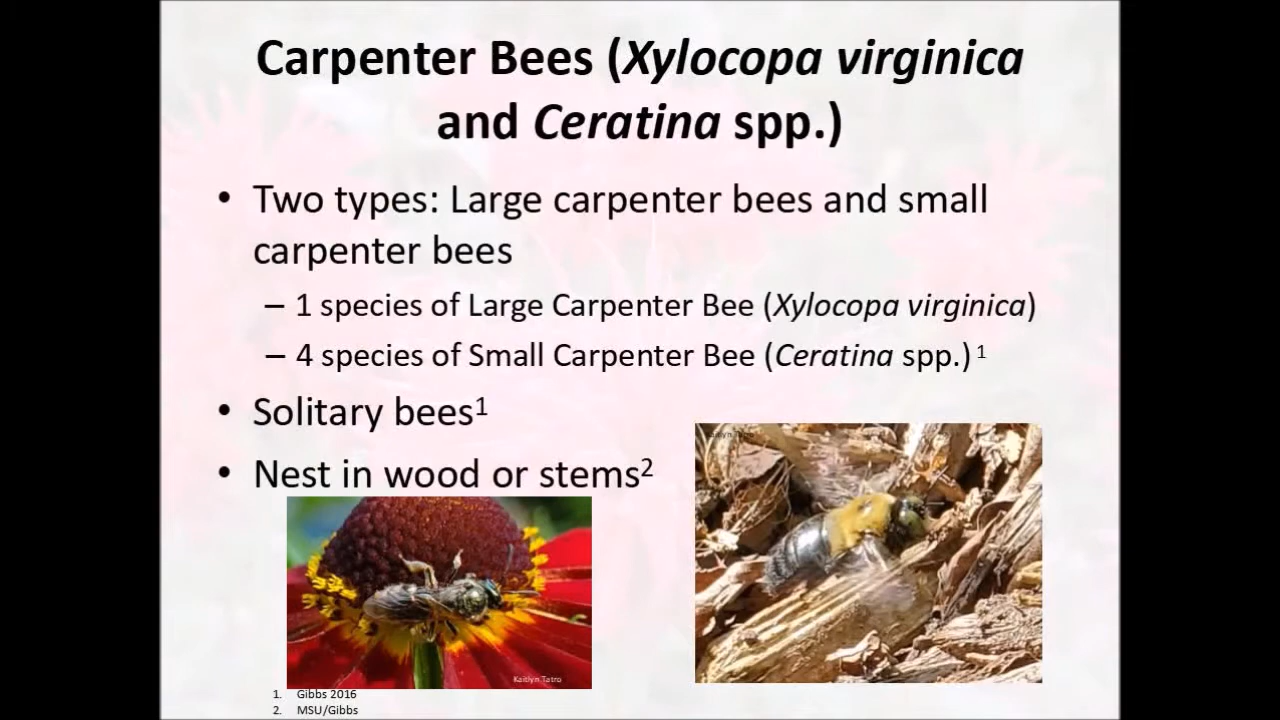 Carpenter Bees (Xylocopa virginica
and Ceratina spp.)
• Two types: Large carpenter bees and small
carpenter bees
– 1 species of Large Carpenter Bee (Xylocopa virginica)
– 4 species of Small Carpenter Bee (Ceratina spp.) 1
• Solitary bees1
• Nest in wood or stems2
Kaitlyn Tatro
1. Gibbs 2016
2. MSU/Gibbs